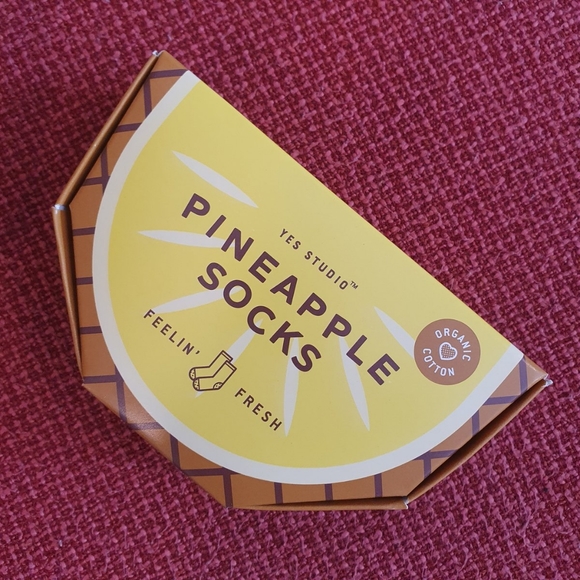 YES STUDIO™
PINEAPPLE
SOCKS
FEELIN' FRESH
ORGANIC
COTTON